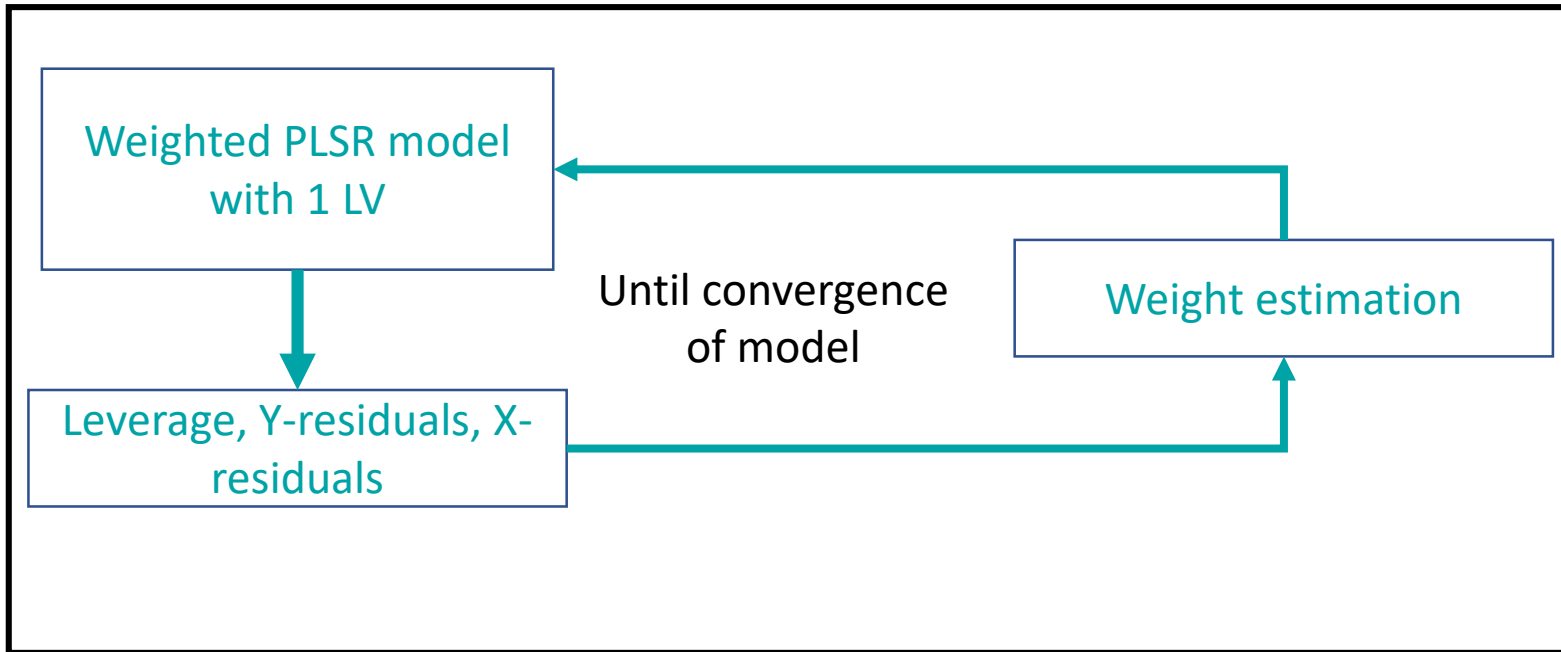 Weighted PLSR model
with 1 LV
Until convergence
of model
Weight estimation
Leverage, Y-residuals, X-
residuals